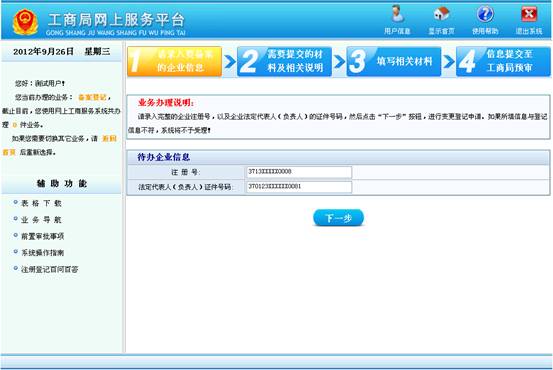 工商局网上服务平台
GONG SHANG JU WANG SHANG FU WU PING TAI
用户信息
显示首页
使用帮助
退出系统
2012年9月26日 星期三
您好：测试用户！
您当前办理的业务：备案登记，
截止目前，您使用网上工商服务系统共办
理 0 件业务。
如果您需要切换其它业务，请 返回
首页 后重新选择。
辅 助 功 能
表 格 下 载
业 务 导 航
前置审批事项
系统操作指南
注册登记百问百答
1 请录入要备案
的企业信息
2 需要提交的材
料及相关说明
3 填写相关材料
4 信息提交至
工商局预审
业务办理说明：
请录入完整的企业注册号，以及企业法定代表人（负责人）的证件号码，然后点击“下一步”按钮，进行变更登记申请。如果所填信息与登记
信息不符，系统将不予受理！
待办企业信息
注 册 号： 3713XXXXX0008
法定代表人（负责人）证件号码： 370123XXXXXX0081
下一步